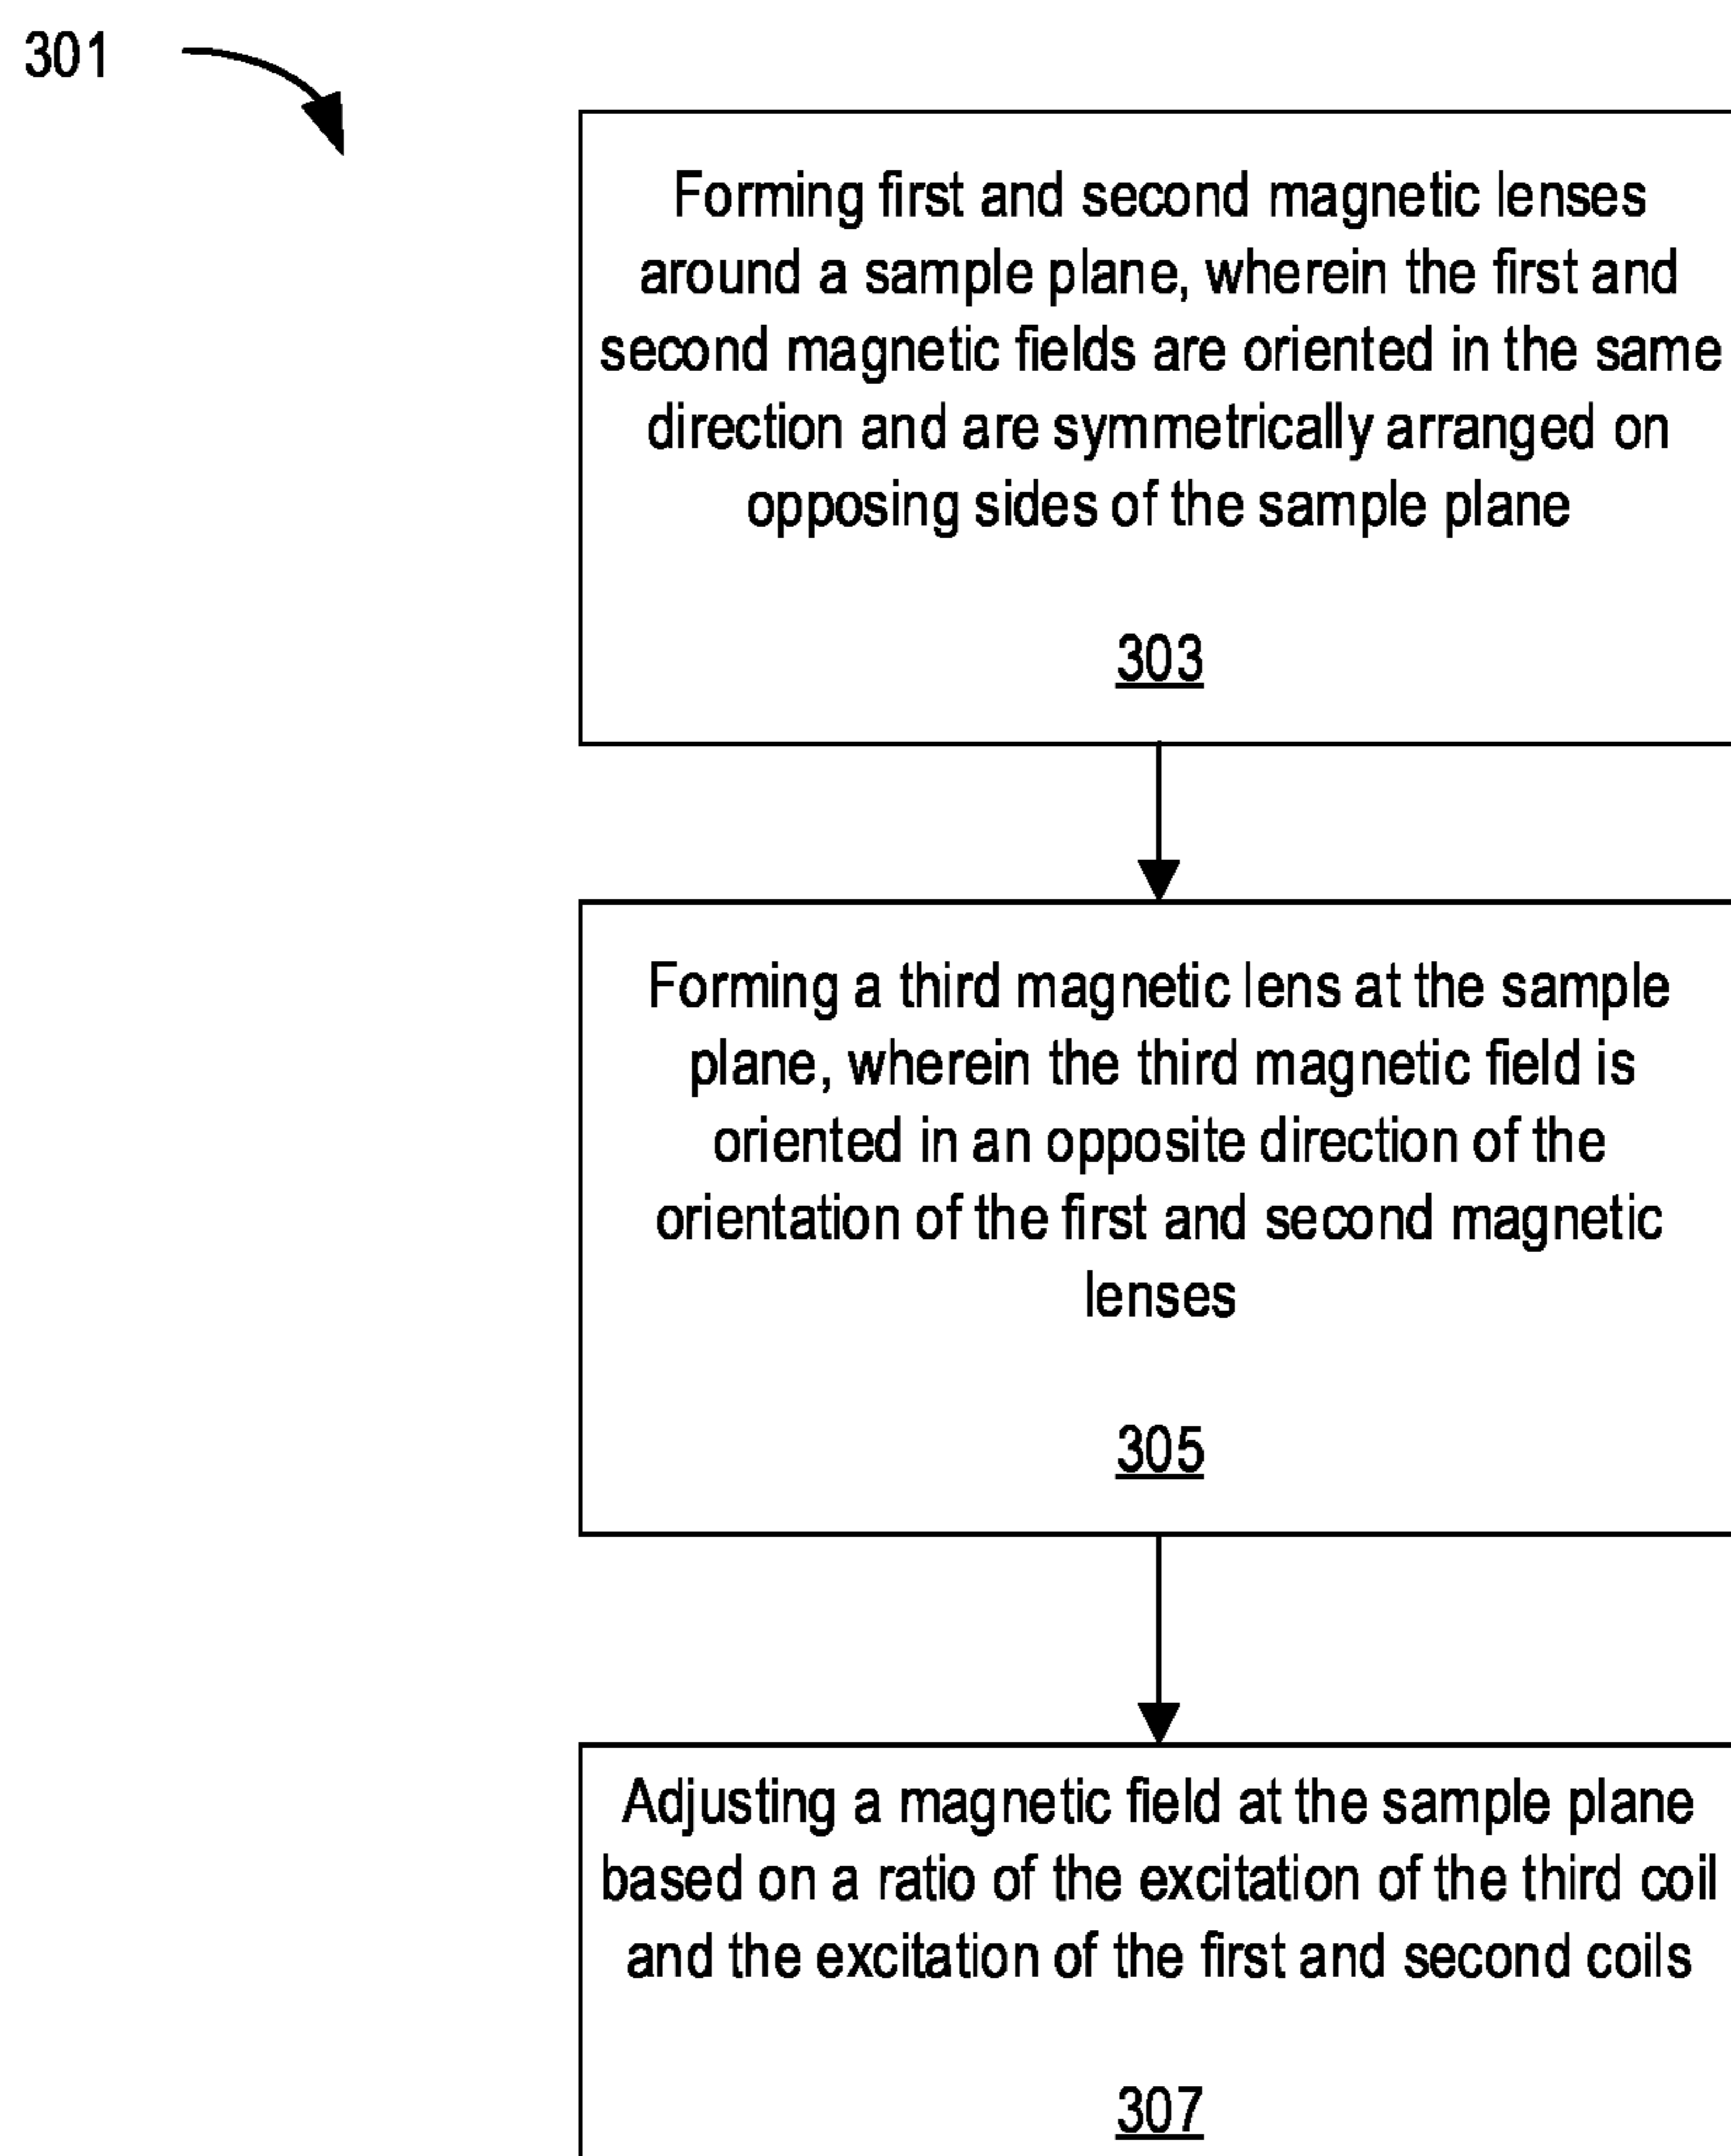 301
Forming first and second magnetic lenses
around a sample plane, wherein the first and
second magnetic fields are oriented in the same
direction and are symmetrically arranged on
opposing sides of the sample plane
303
Forming a third magnetic lens at the sample
plane, wherein the third magnetic field is
oriented in an opposite direction of the
orientation of the first and second magnetic
lenses
305
Adjusting a magnetic field at the sample plane
based on a ratio of the excitation of the third coil
and the excitation of the first and second coils
307